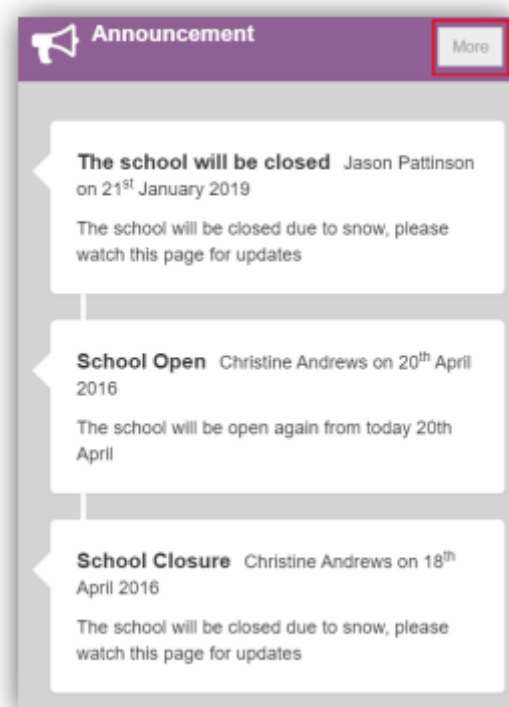 Announcement
More
The school will be closed Jason Pattinson
on 21st January 2019
The school will be closed due to snow, please
watch this page for updates
School Open Christine Andrews on 20th April
2016
The school will be open again from today 20th
April
School Closure Christine Andrews on 18th
April 2016
The school will be closed due to snow, please
watch this page for updates